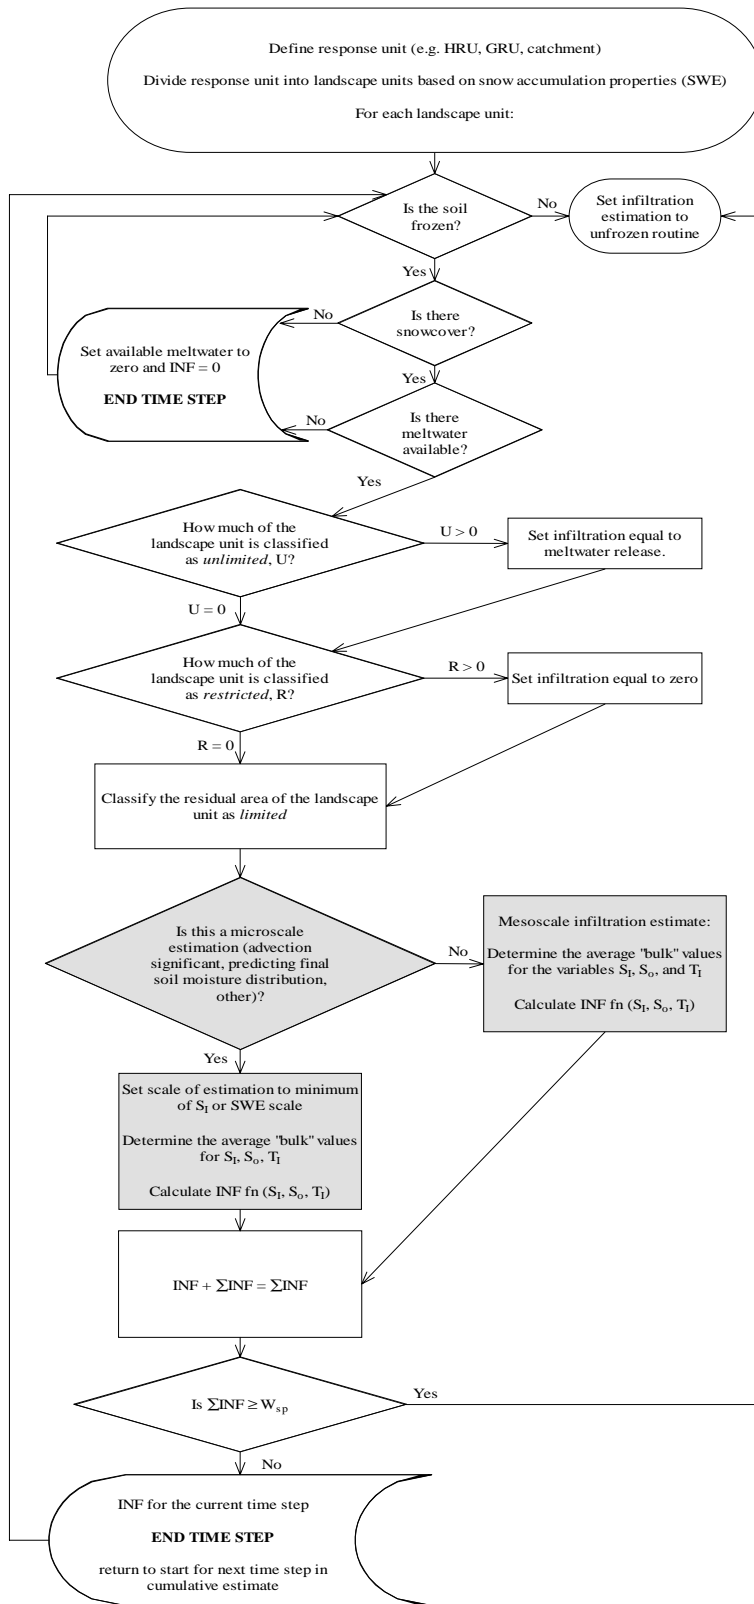 Define response unit (e.g. HRU, GRU, catchment)
Divide response unit into landscape units based on snow accumulation properties (SWE)
For each landscape unit:
Is the soil
frozen?
No
Set infiltration
estimation to
unfrozen routine
Yes
Is there
snowcover?
No
Set available meltwater to
zero and INF = 0
END TIME STEP
Yes
Is there
meltwater
available?
No
Yes
How much of the
landscape unit is classified
as unlimited, U?
U > 0
Set infiltration equal to
meltwater release.
U = 0
How much of the
landscape unit is classified
as restricted, R?
R > 0
Set infiltration equal to zero
R = 0
Classify the residual area of the landscape
unit as limited
Is this a microscale
estimation (advection
significant, predicting final
soil moisture distribution,
other)?
No
Mesoscale infiltration estimate:
Determine the average "bulk" values
for the variables S_I, S_o, and T_I
Calculate INF fn (S_I, S_o, T_I)
Yes
Set scale of estimation to minimum
of S_I or SWE scale
Determine the average "bulk" values
for S_I, S_o, T_I
Calculate INF fn (S_I, S_o, T_I)
INF + ∑INF = ∑INF
Is ∑INF ≥ W_sp
Yes
No
INF for the current time step
END TIME STEP
return to start for next time step in
cumulative estimate